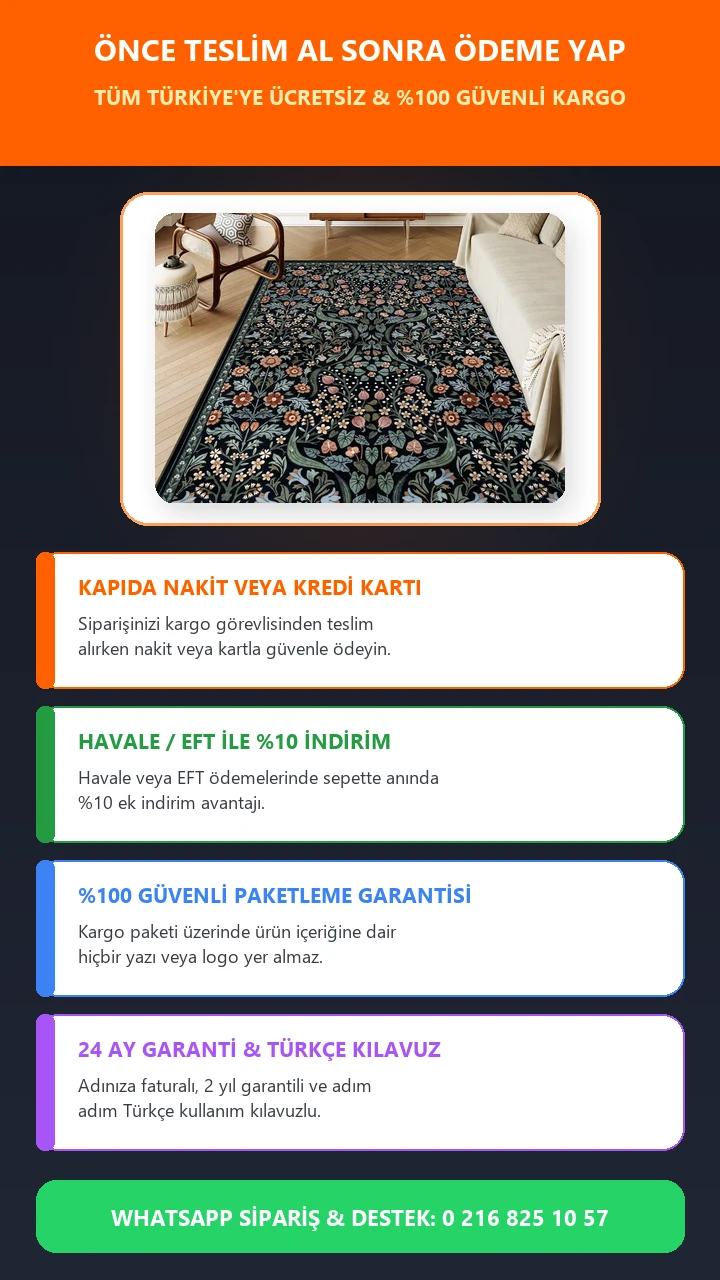 ÖNCE TESLİM AL SONRA ÖDEME YAP
TÜM TÜRKİYE'YE ÜCRETSİZ & %100 GÜVENLİ KARGO
KAPIDA NAKİT VEYA KREDİ KARTI
Siparişinizi kargo görevlisinden teslim
alırken nakit veya kartla güvenle ödeyin.
HAVALE / EFT İLE %10 İNDİRİM
Havale veya EFT ödemelerinde sepette anında
%10 ek indirim avantajı.
%100 GÜVENLİ PAKETLEME GARANTİSİ
Kargo paketi üzerinde ürün içeriğine dair
hiçbir yazı veya logo yer almaz.
24 AY GARANTİ & TÜRKÇE KILAVUZ
Adınıza faturalı, 2 yıl garantili ve adım
adım Türkçe kullanım kılavuzlu.
WHATSAPP SİPARİŞ & DESTEK: 0 216 825 10 57